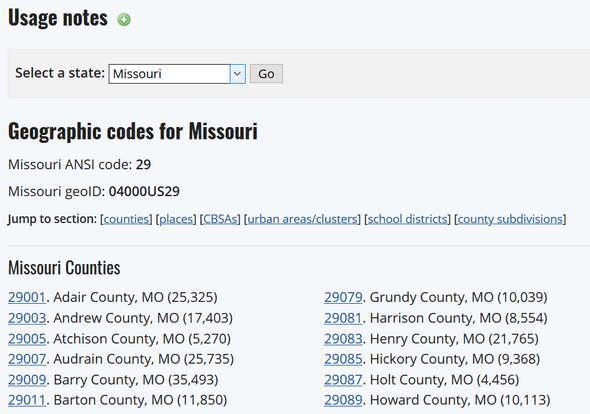 Usage notes
Select a state: Missouri Go
Geographic codes for Missouri
Missouri ANSI code: 29
Missouri geoID: 04000US29
Jump to section: [counties] [places] [CBSAs] [urban areas/clusters] [school districts] [county subdivisions]
Missouri Counties
29001. Adair County, MO (25,325)
29003. Andrew County, MO (17,403)
29005. Atchison County, MO (5,270)
29007. Audrain County, MO (25,735)
29009. Barry County, MO (35,493)
29011. Barton County, MO (11,850)
29079. Grundy County, MO (10,039)
29081. Harrison County, MO (8,554)
29083. Henry County, MO (21,765)
29085. Hickory County, MO (9,368)
29087. Holt County, MO (4,456)
29089. Howard County, MO (10,113)